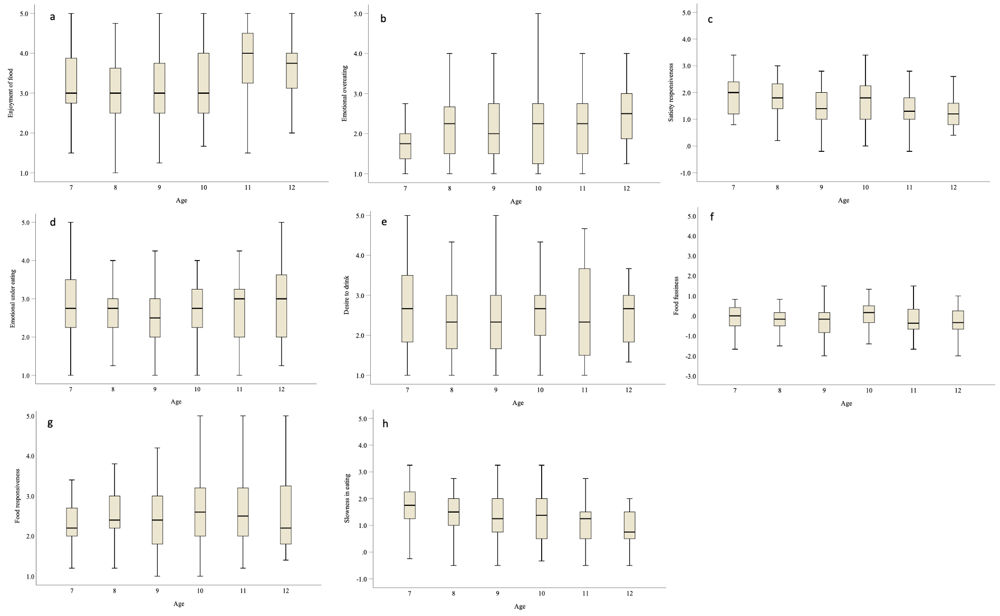 a
5.0
4.0
3.0
2.0
1.0
Enjoyment of food
7 8 9 10 11 12
Age
b
5.0
4.0
3.0
2.0
1.0
Emotional overeating
7 8 9 10 11 12
Age
c
5.0
4.0
3.0
2.0
1.0
.0
-1.0
Satiety responsiveness
7 8 9 10 11 12
Age
d
5.0
4.0
3.0
2.0
1.0
Emotional under eating
7 8 9 10 11 12
Age
e
5.0
4.0
3.0
2.0
1.0
Desire to drink
7 8 9 10 11 12
Age
f
5.0
4.0
3.0
2.0
1.0
.0
-1.0
-2.0
-3.0
Food fussiness
7 8 9 10 11 12
Age
g
5.0
4.0
3.0
2.0
1.0
Food responsiveness
7 8 9 10 11 12
Age
h
5.0
4.0
3.0
2.0
1.0
.0
-1.0
Slowness in eating
7 8 9 10 11 12
Age